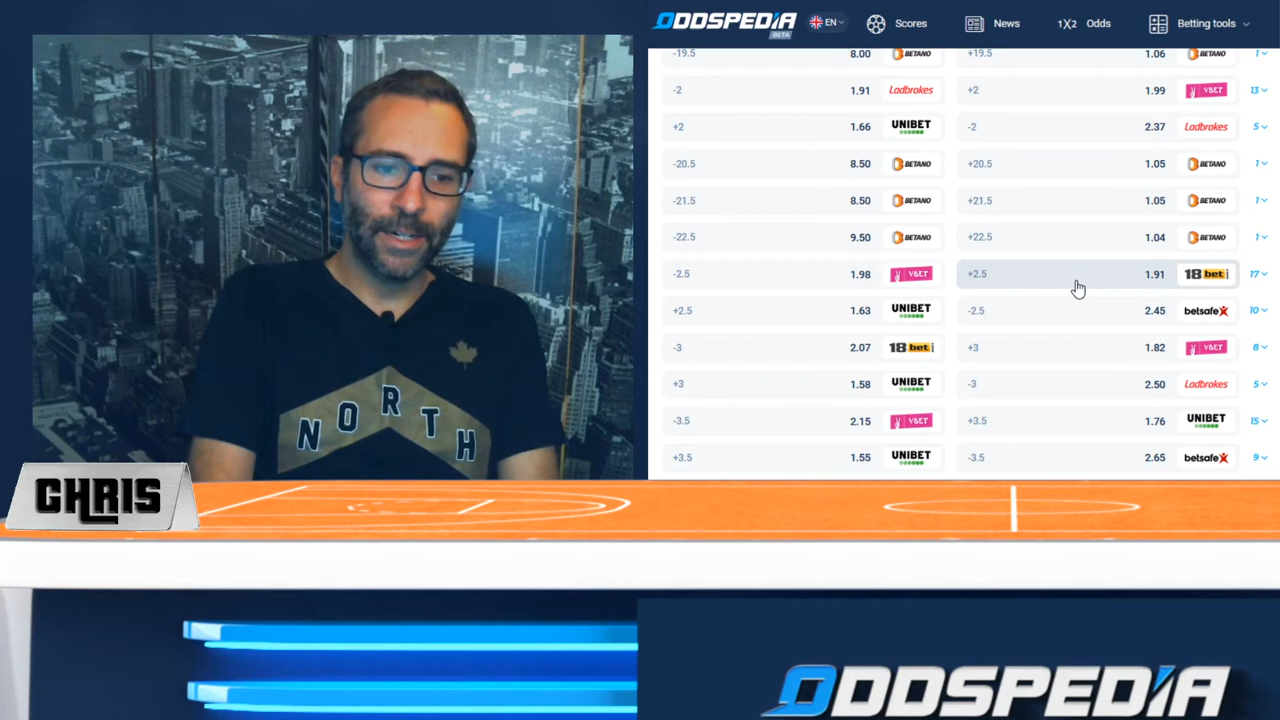 ODDSPEDIA
BETA
EN
Scores
News
1X2 Odds
Betting tools
-19.5 8.00 BETANO +19.5 1.06 BETANO 1
-2 1.91 Ladbrokes +2 1.99 VBET 13
+2 1.66 UNIBET -2 2.37 Ladbrokes 5
-20.5 8.50 BETANO +20.5 1.05 BETANO 1
-21.5 8.50 BETANO +21.5 1.05 BETANO 1
-22.5 9.50 BETANO +22.5 1.04 BETANO 1
-2.5 1.98 VBET +2.5 1.91 18bet 17
+2.5 1.63 UNIBET -2.5 2.45 betsafe 10
-3 2.07 18bet +3 1.82 VBET 8
+3 1.58 UNIBET -3 2.50 Ladbrokes 5
-3.5 2.15 VBET +3.5 1.76 UNIBET 15
+3.5 1.55 UNIBET -3.5 2.65 betsafe 9
NORTH
CHRIS
ODDSPEDIA